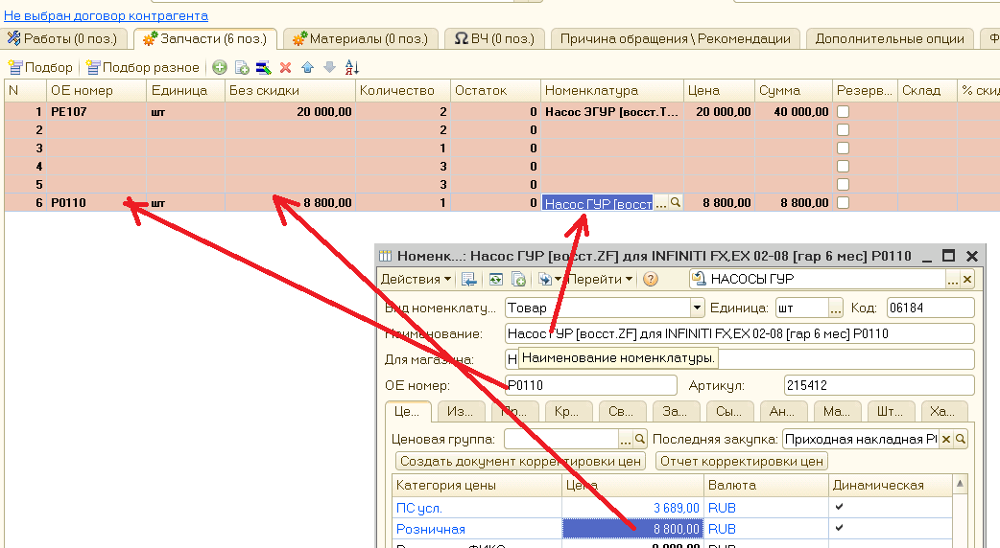 Не выбран договор контрагента
Работы (0 поз.) Запчасти (6 поз.) Материалы (0 поз.) ВЧ (0 поз.) Причина обращения \ Рекомендации Дополнительные опции Ф
Подбор Подбор разное
N ОЕ номер Единица Без скидки Количество Остаток Номенклатура Цена Сумма Резерв... Склад % скид
1 PE107 шт 20 000,00 2 0 Насос ЭГУР [восст.Т... 20 000,00 40 000,00
2 2 0
3 1 0
4 3 0
5 3 0
6 P0110 шт 8 800,00 1 0 Насос ГУР [восст ... 8 800,00 8 800,00
Номенк...: Насос ГУР [восст.ZF] для INFINITI FX,EX 02-08 [гар 6 мес] P0110
Действия Перейти НАСОСЫ ГУР ...
Вид номенклату... Товар Единица: шт ... Код: 06184
Наименование: Насос ГУР [восст.ZF] для INFINITI FX,EX 02-08 [гар 6 мес] P0110
Для магазина: Н
Наименование номенклатуры.
ОЕ номер: P0110 Артикул: 215412
Це... Из... Пр... Кр... Св... За... Сы... Ан... Ма... Шт... Ха...
Ценовая группа: ... Последняя закупка: Приходная накладная
Создать документ корректировки цен Отчет корректировки цен
Категория цены Цена Валюта Динамическая
ПС усл. 3 689,00 RUB
Розничная 8 800,00 RUB